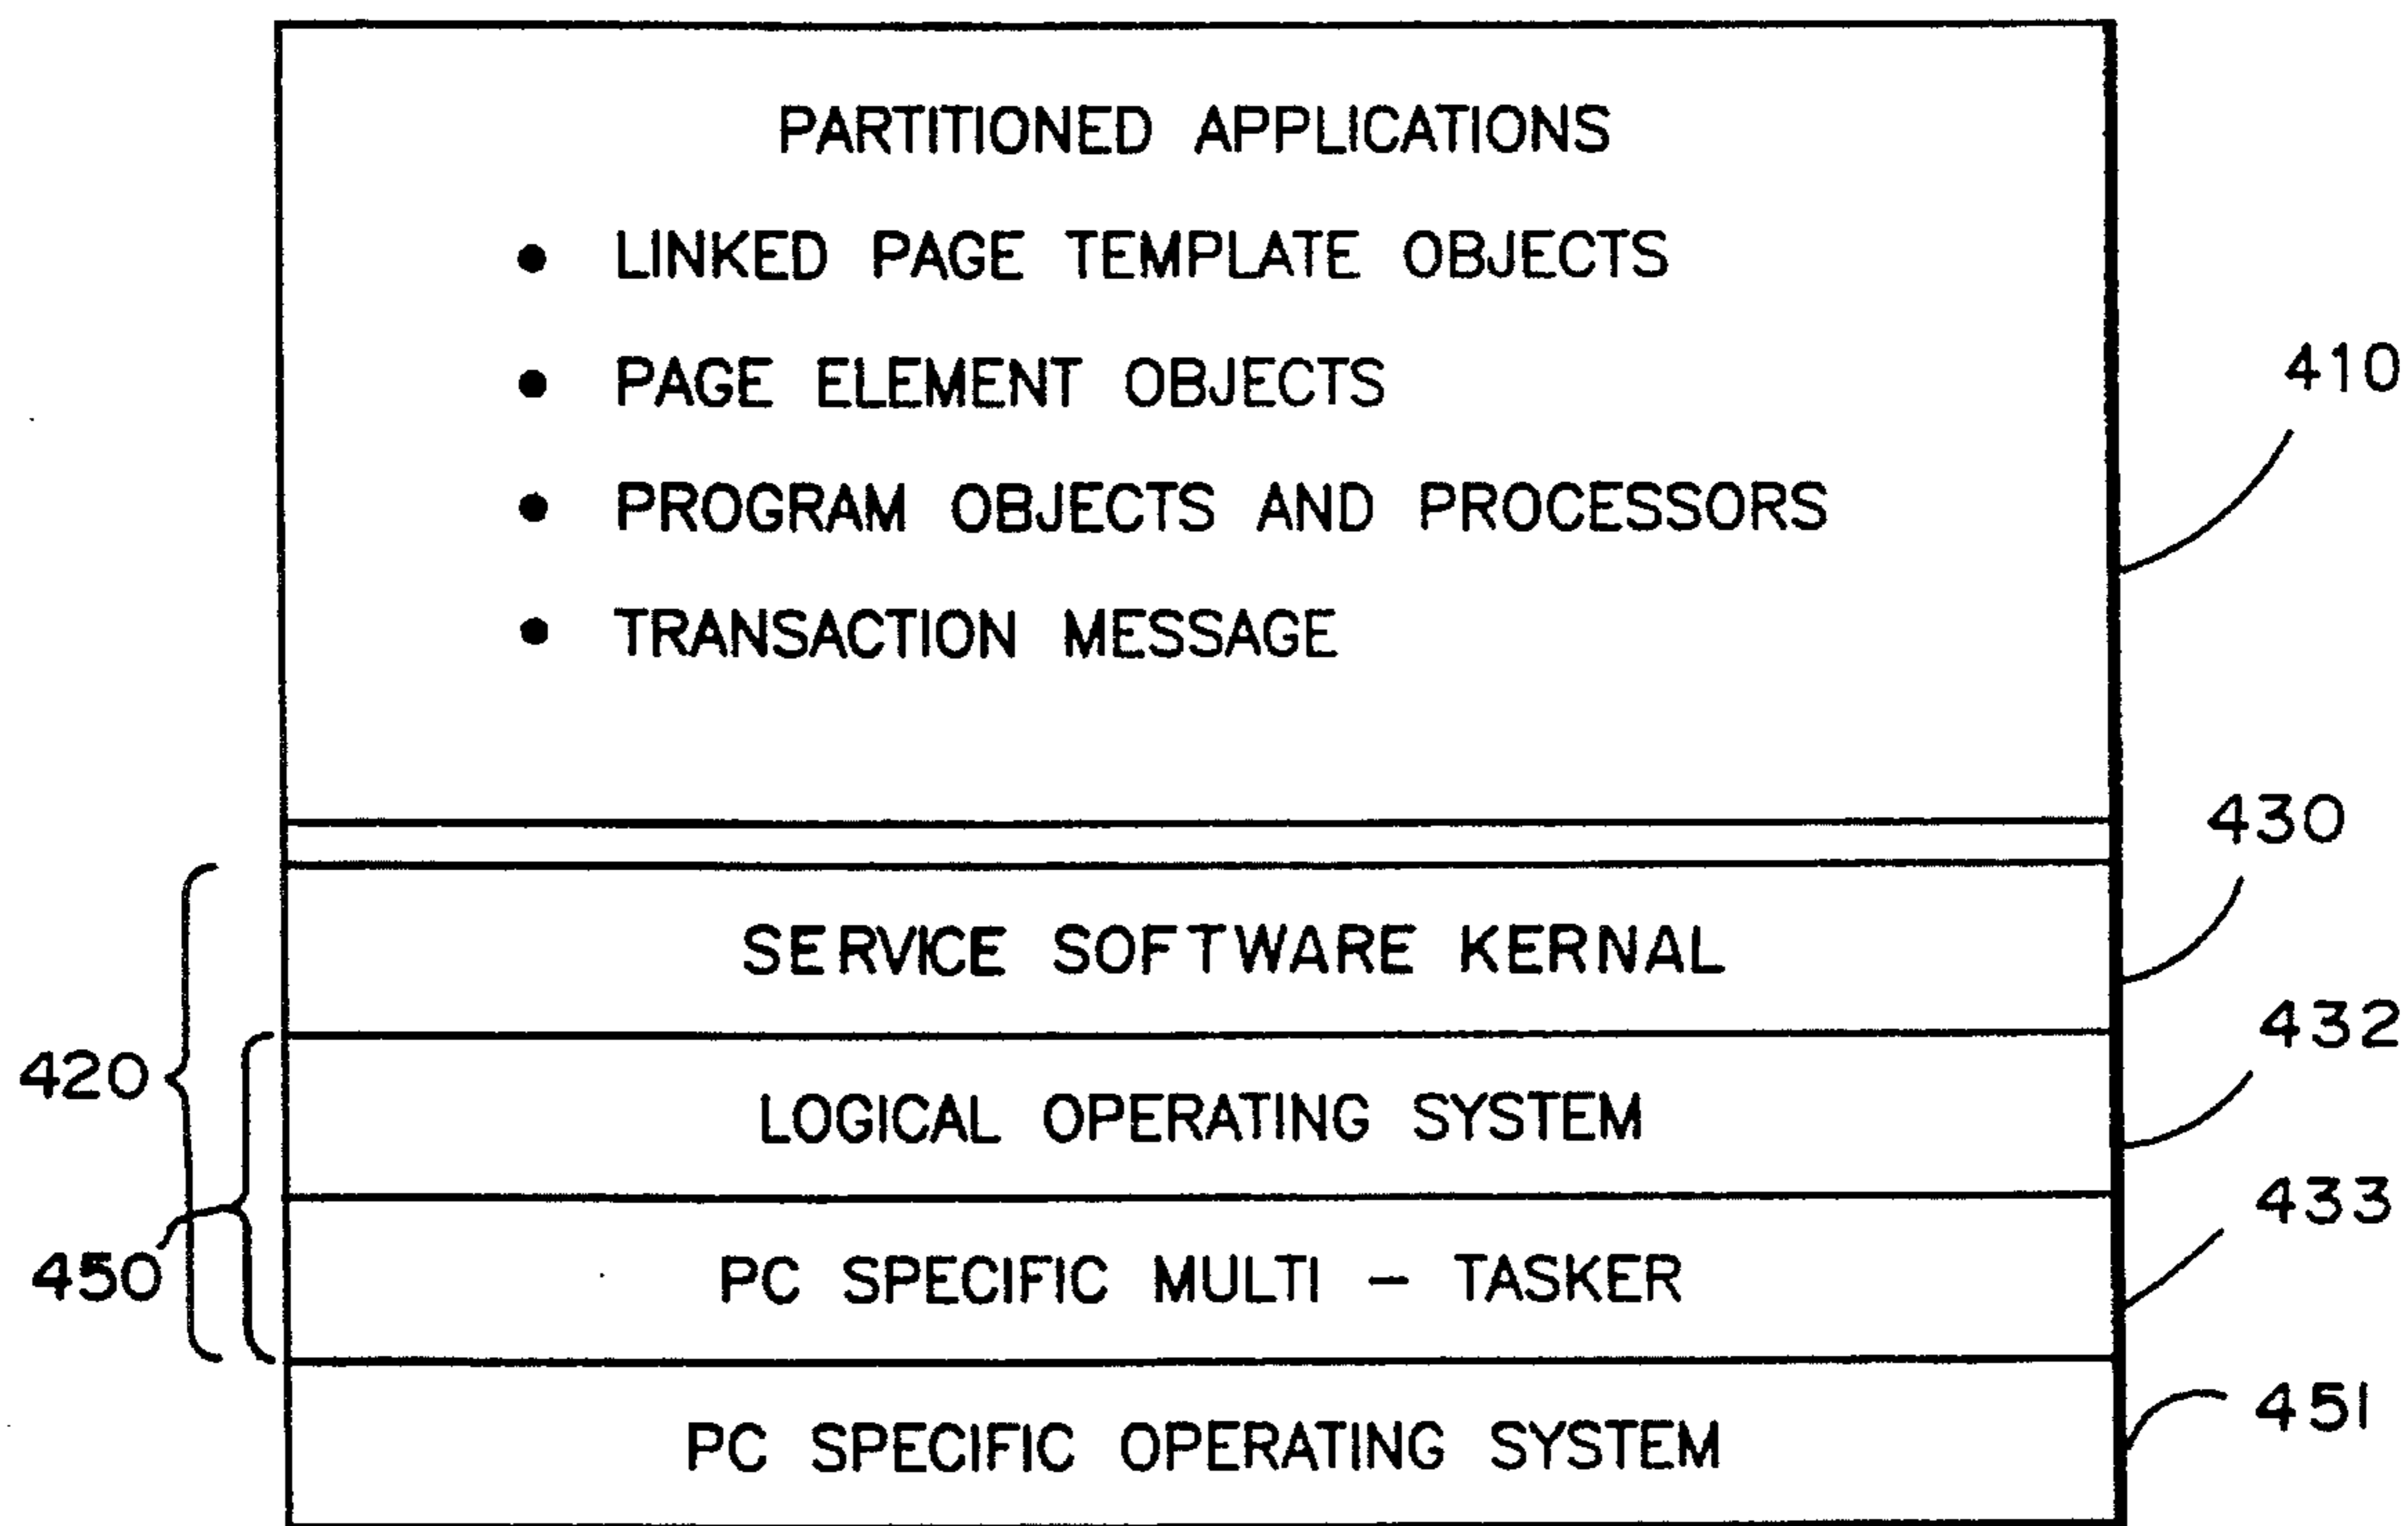 PARTITIONED APPLICATIONS
• LINKED PAGE TEMPLATE OBJECTS
• PAGE ELEMENT OBJECTS
410
• PROGRAM OBJECTS AND PROCESSORS
• TRANSACTION MESSAGE
430
SERVICE SOFTWARE KERNAL
432
420
LOGICAL OPERATING SYSTEM
433
450
PC SPECIFIC MULTI – TASKER
451
PC SPECIFIC OPERATING SYSTEM